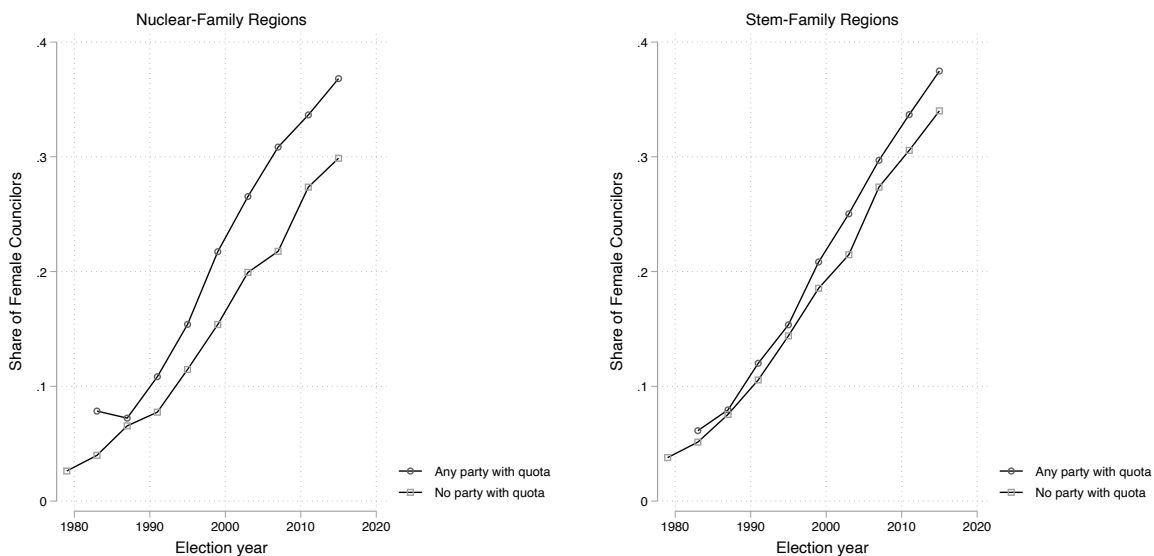 Nuclear-Family Regions
Share of Female Councilors
.4
.3
.2
.1
0
1980 1990 2000 2010 2020
Election year
Any party with quota
No party with quota
Stem-Family Regions
Share of Female Councilors
.4
.3
.2
.1
0
1980 1990 2000 2010 2020
Election year
Any party with quota
No party with quota